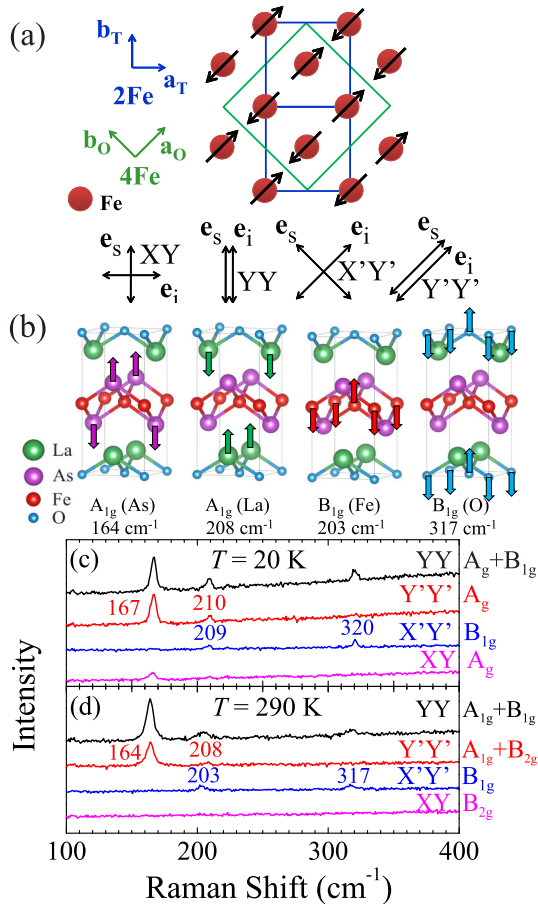 (a)
b_T
a_T
2Fe
b_O
a_O
4Fe
Fe
e_s XY e_i
e_s e_i YY
e_s e_i X'Y'
e_s e_i Y'Y'
(b)
La
As
Fe
O
A_1g (As) A_1g (La) B_1g (Fe) B_1g (O)
164 cm⁻¹ 208 cm⁻¹ 203 cm⁻¹ 317 cm⁻¹
(c) T = 20 K YY A_g+B_1g
167 210 Y'Y' A_g
209 320 X'Y' B_1g
XY A_g
(d) T = 290 K YY A_1g+B_1g
164 208 Y'Y' A_1g+B_2g
203 317 X'Y' B_1g
XY B_2g
Intensity
100 200 300 400
Raman Shift (cm⁻¹)